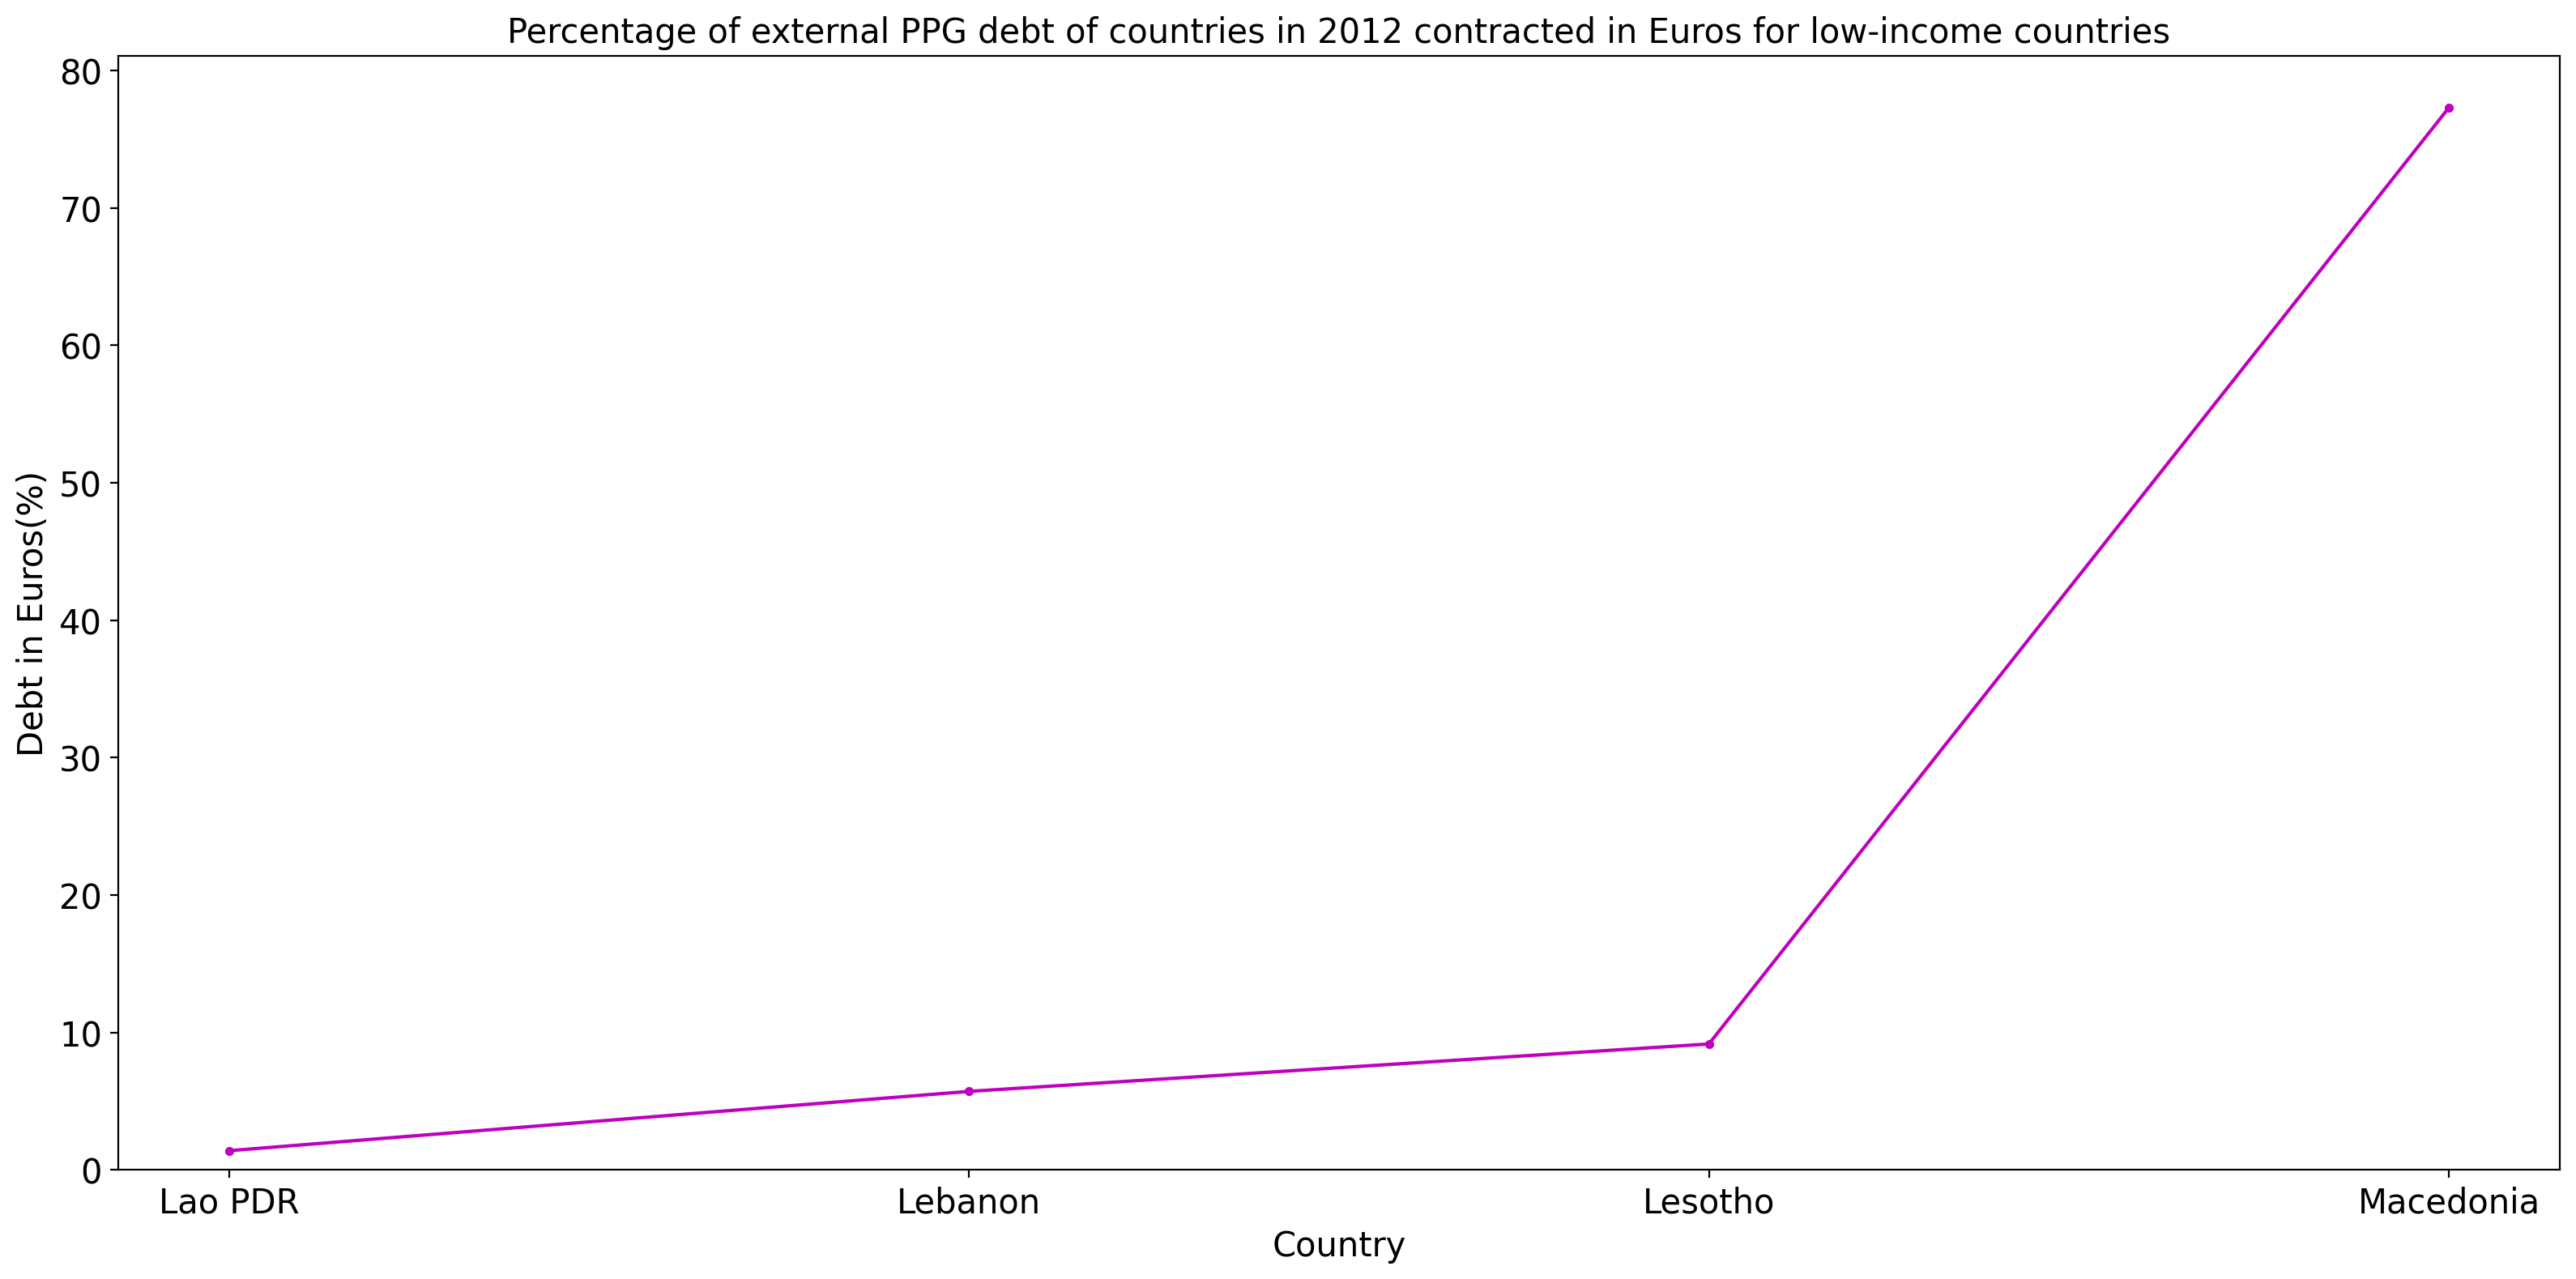 Percentage of external PPG debt of countries in 2012 contracted in Euros for low-income countries
80
70
60
50
40
30
20
10
0
Debt in Euros(%)
Lao PDR Lebanon Lesotho Macedonia
Country